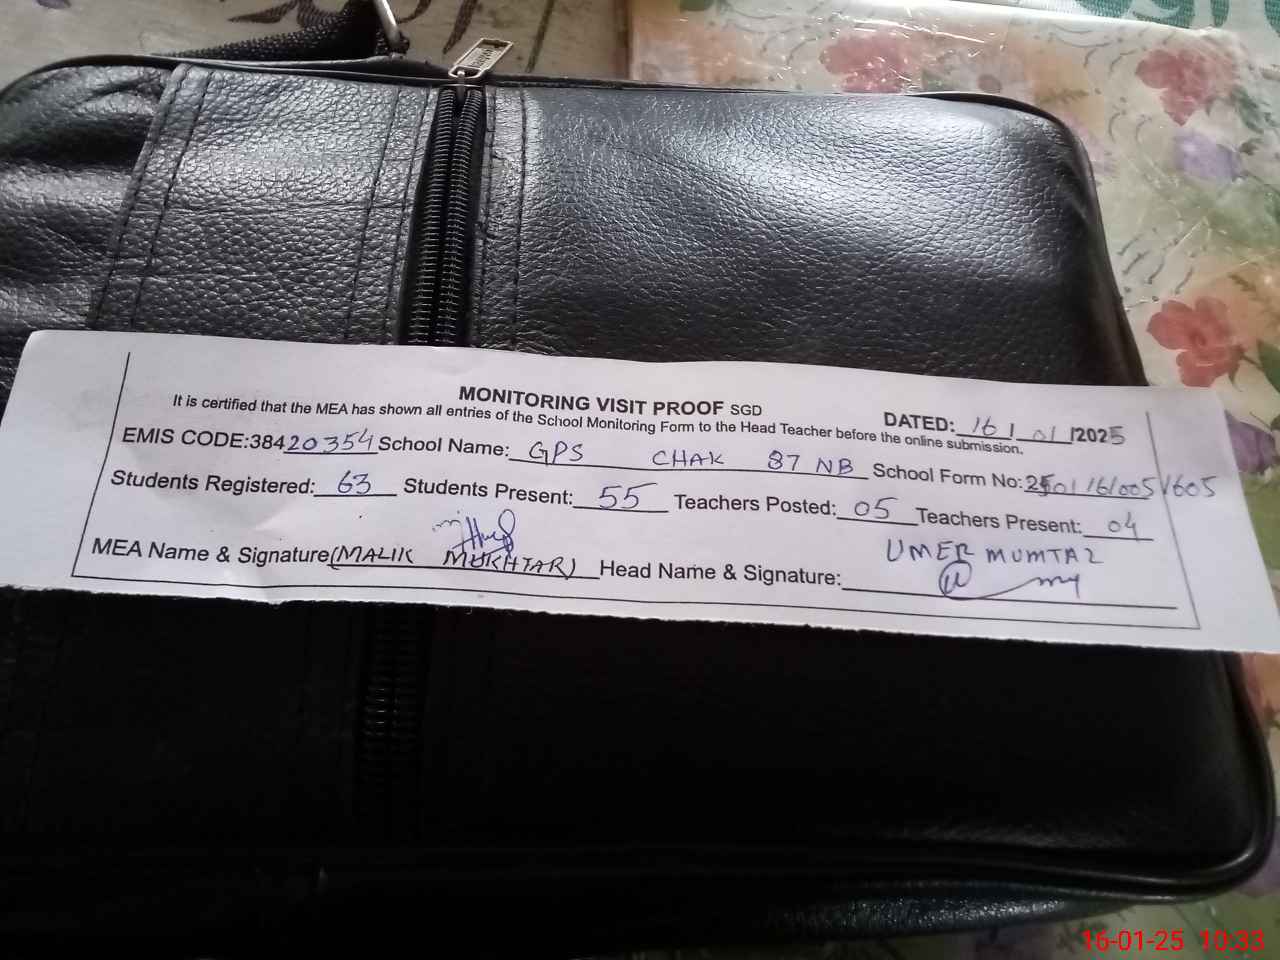 MONITORING VISIT PROOF SGD
DATED: 16/01/2025
It is certified that the MEA has shown all entries of the School Monitoring Form to the Head Teacher before the online submission.
EMIS CODE:38420354 School Name: GPS CHAK 87 NB School Form No:
Students Registered: 63 Students Present: 55 Teachers Posted: 05 Teachers Present: 04
MEA Name & Signature (MALIK MUKHTAR) Head Name & Signature: UMER MUMTAZ
16-01-25 10:33